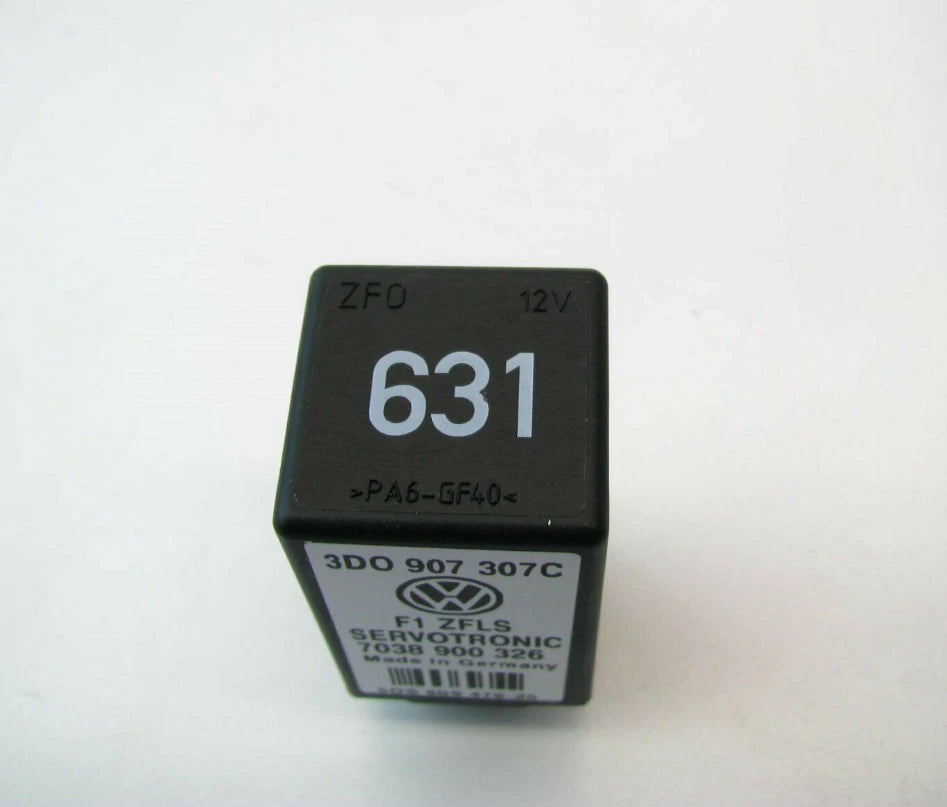 ZFO 12V
631
>PA6-GF40<
3D0 907 307C
F1 ZFLS
SERVOTRONIC
7038 900 326
Made in Germany